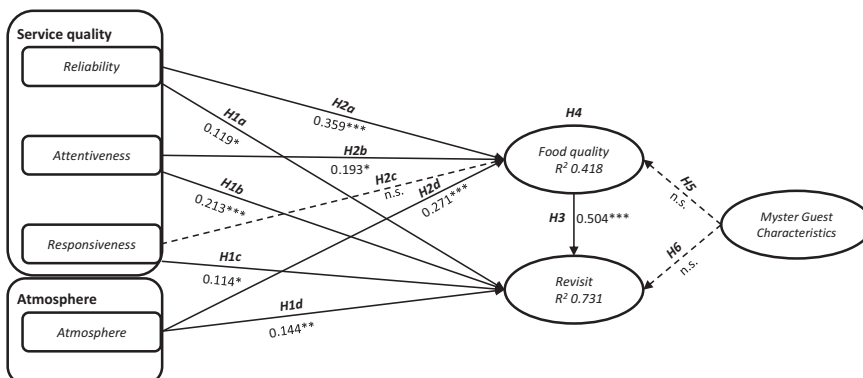 Service quality
Reliability
Attentiveness
Responsiveness
Atmosphere
Atmosphere
H1a
0.119*
H2a
0.359***
H2b
0.193*
H2c
n.s.
H2d
0.271***
H1b
0.213***
H1c
0.114*
H1d
0.144**
H4
Food quality
R² 0.418
H3 0.504***
Revisit
R² 0.731
H5
n.s.
H6
n.s.
Myster Guest
Characteristics